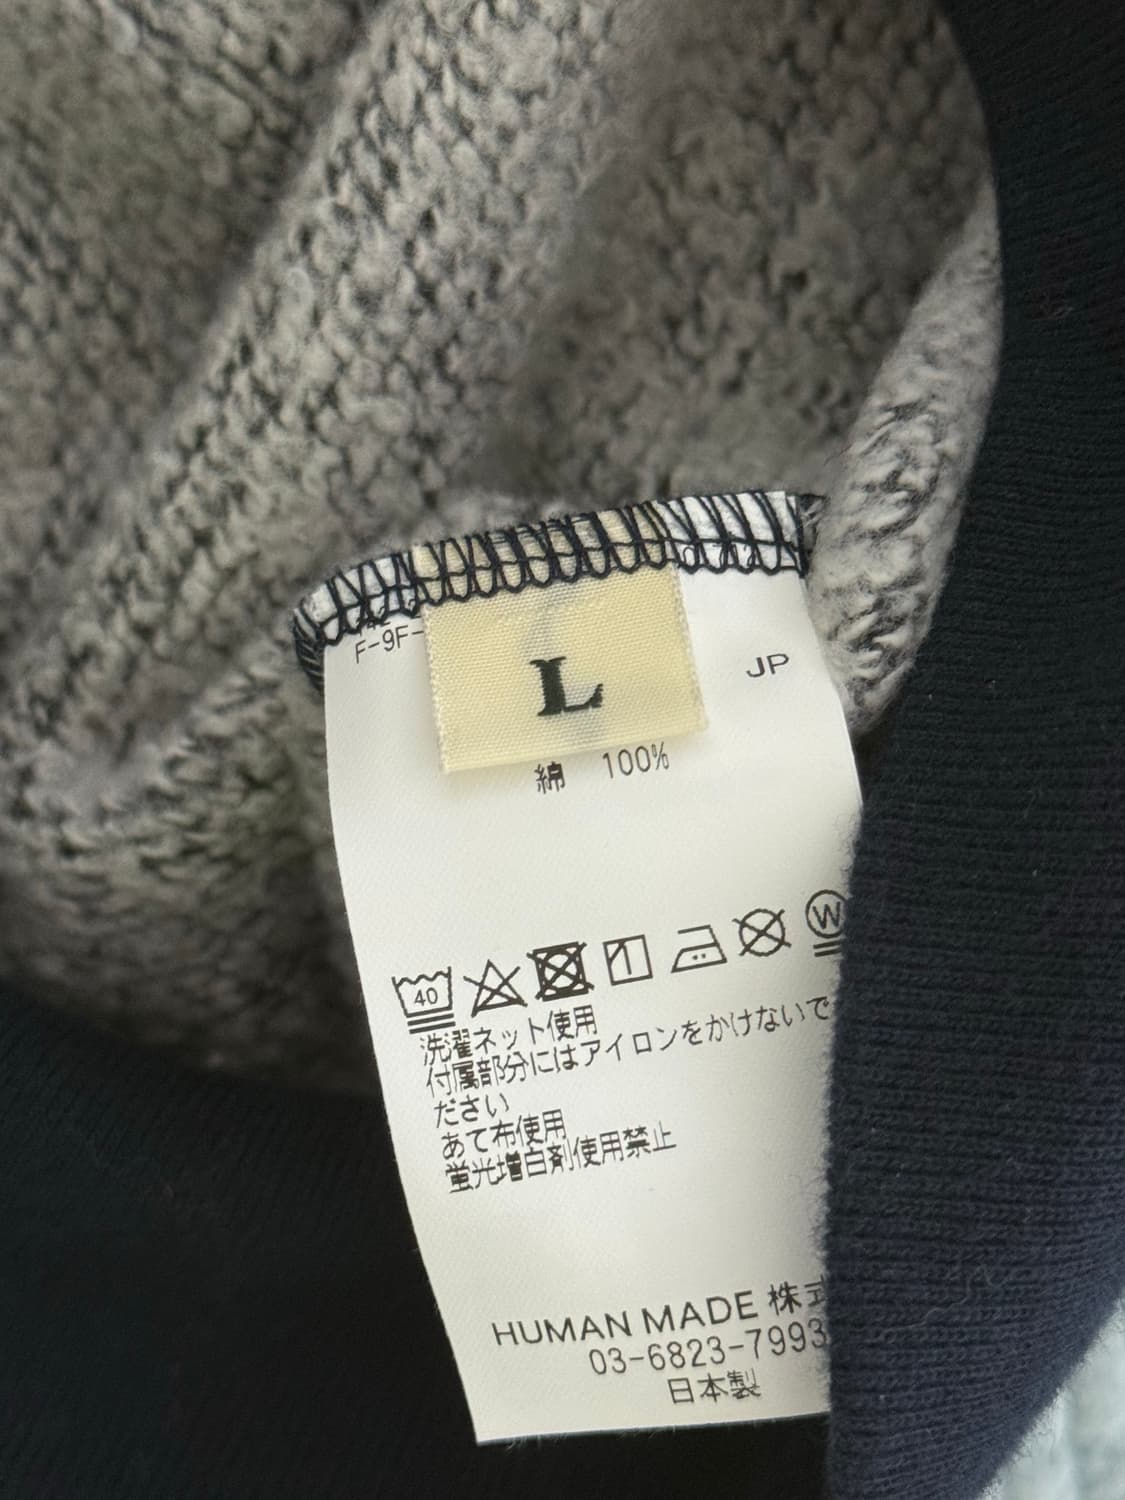 F-9F-
L
JP
綿 100%
40
W
洗濯ネット使用
付属部分にはアイロンをかけないで
ださい
あて布使用
蛍光増白剤使用禁止
HUMAN MADE 株式
03-6823-7993
日本製